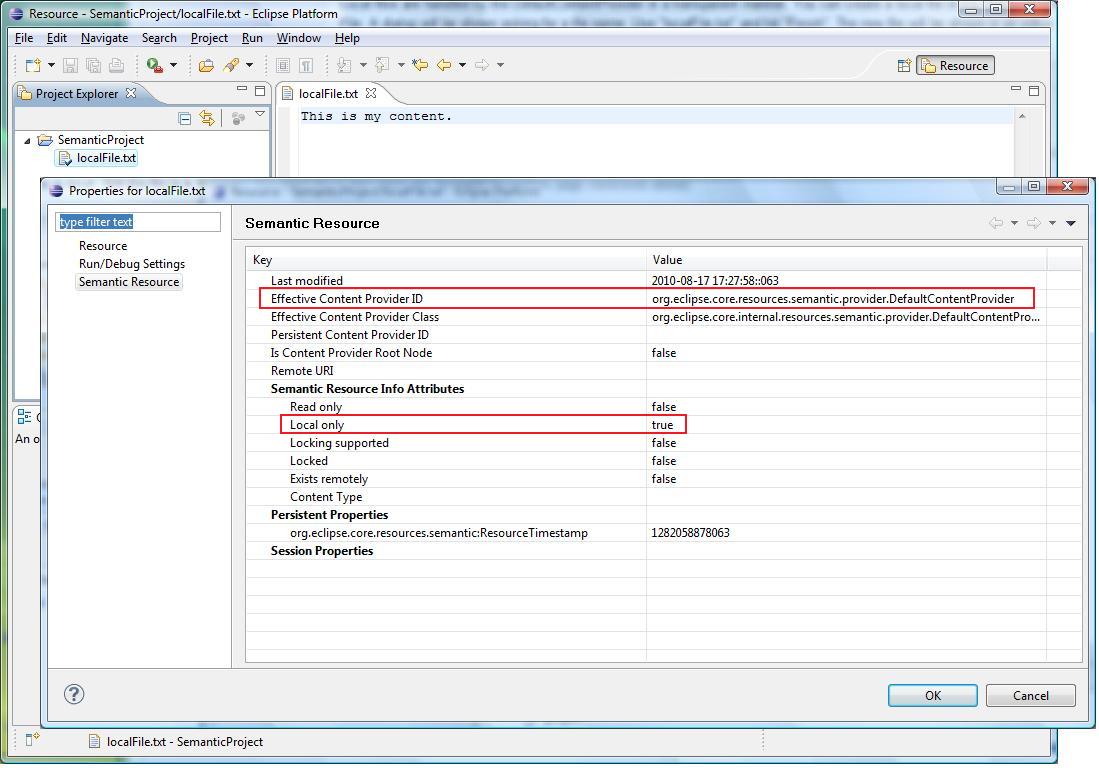 Resource - SemanticProject/localFile.txt - Eclipse Platform
File Edit Navigate Search Project Run Window Help
Resource
Project Explorer
localFile.txt
This is my content.
SemanticProject
localFile.txt
Properties for localFile.txt
type filter text
Semantic Resource
Resource
Run/Debug Settings
Semantic Resource
Key Value
Last modified 2010-08-17 17:27:58::063
Effective Content Provider ID org.eclipse.core.resources.semantic.provider.DefaultContentProvider
Effective Content Provider Class org.eclipse.core.internal.resources.semantic.provider.DefaultContentPro...
Persistent Content Provider ID
Is Content Provider Root Node false
Remote URI
Semantic Resource Info Attributes
Read only false
Local only true
Locking supported false
Locked false
Exists remotely false
Content Type
Persistent Properties
org.eclipse.core.resources.semantic:ResourceTimestamp 1282058878063
Session Properties
An o
OK Cancel
localFile.txt - SemanticProject